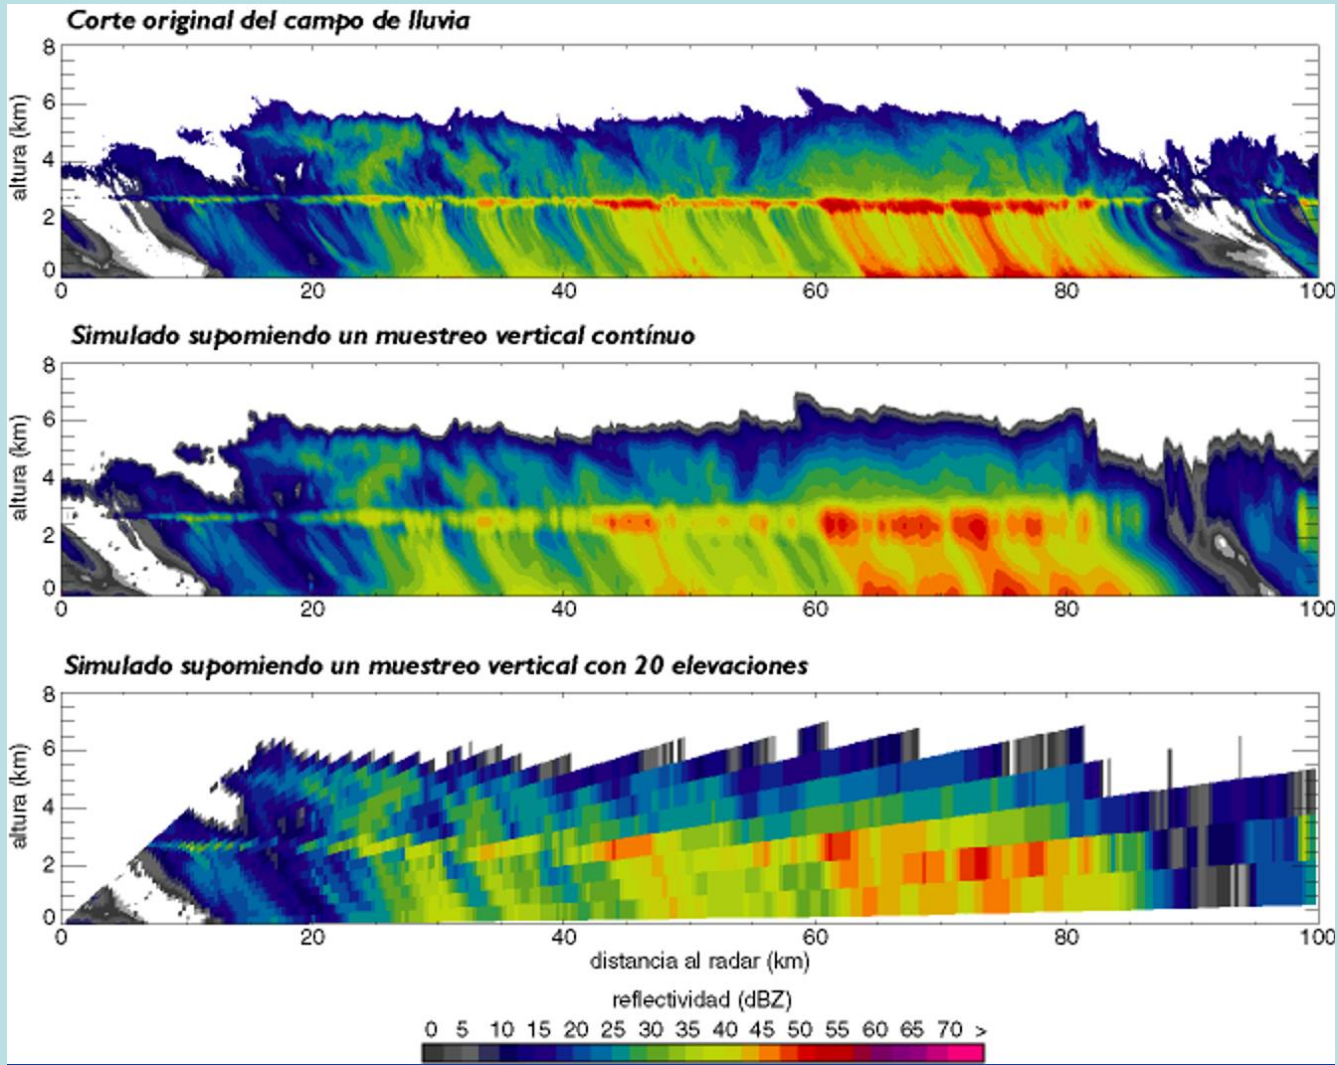 Corte original del campo de lluvia
8
6
4
2
0
altura (km)
0 20 40 60 80 100
Simulado supomiendo un muestreo vertical contínuo
8
6
4
2
0
altura (km)
0 20 40 60 80 100
Simulado supomiendo un muestreo vertical con 20 elevaciones
8
6
4
2
0
altura (km)
0 20 40 60 80 100
distancia al radar (km)
reflectividad (dBZ)
0 5 10 15 20 25 30 35 40 45 50 55 60 65 70 >